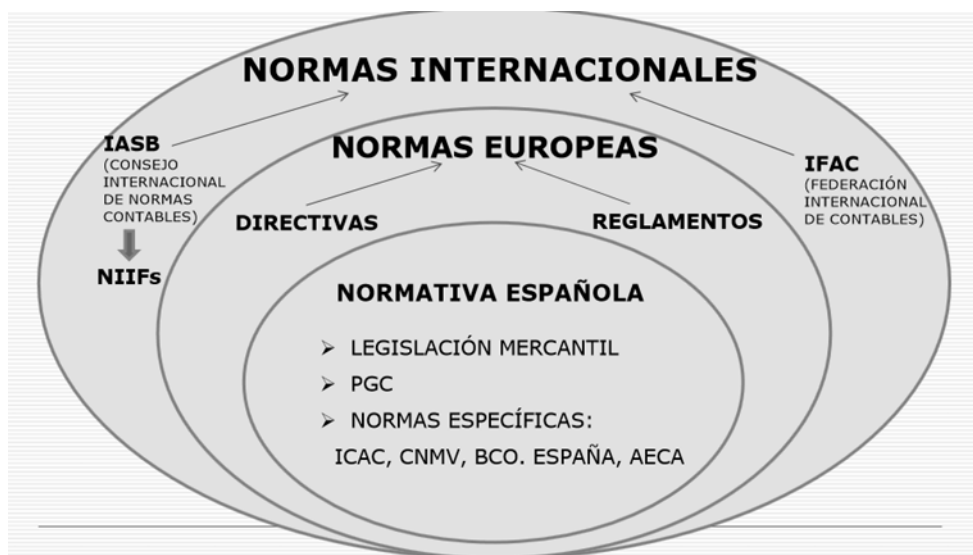 NORMAS INTERNACIONALES
IASB
(CONSEJO
INTERNACIONAL
DE NORMAS
CONTABLES)
NIIFs
NORMAS EUROPEAS
DIRECTIVAS
REGLAMENTOS
IFAC
(FEDERACIÓN
INTERNACIONAL
DE CONTABLES)
NORMATIVA ESPAÑOLA
➢ LEGISLACIÓN MERCANTIL
➢ PGC
➢ NORMAS ESPECÍFICAS:
ICAC, CNMV, BCO. ESPAÑA, AECA